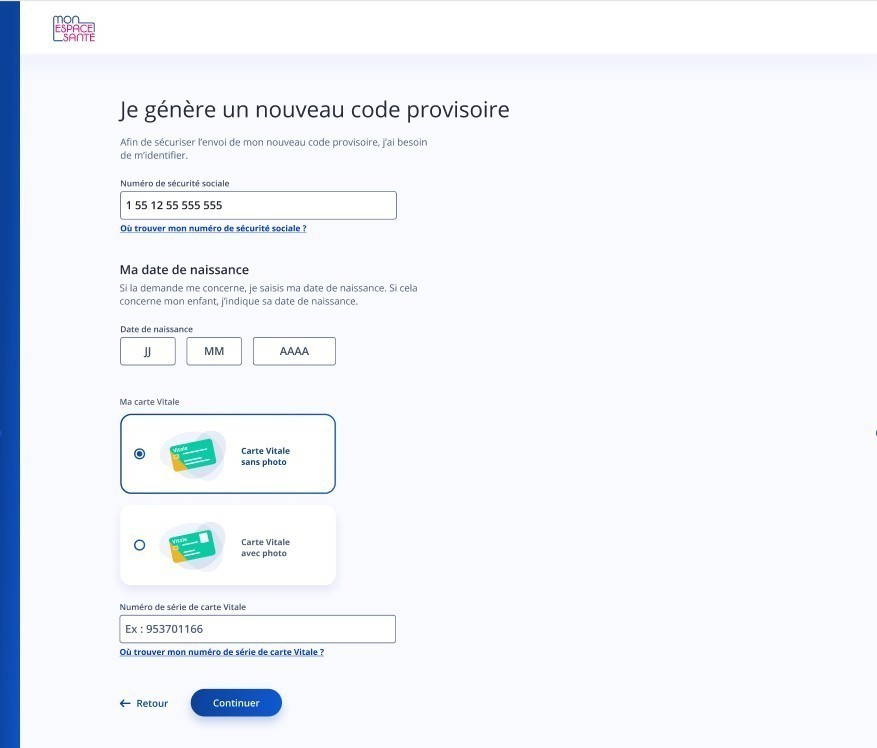 MON
ESPACE
SANTÉ
Je génère un nouveau code provisoire
Afin de sécuriser l'envoi de mon nouveau code provisoire, j'ai besoin
de m'identifier.
Numéro de sécurité sociale
1 55 12 55 555 555
Où trouver mon numéro de sécurité sociale ?
Ma date de naissance
Si la demande me concerne, je saisis ma date de naissance. Si cela
concerne mon enfant, j'indique sa date de naissance.
Date de naissance
JJ MM AAAA
Ma carte Vitale
Vitale
Carte Vitale
sans photo
Vitale
Carte Vitale
avec photo
Numéro de série de carte Vitale
Ex : 953701166
Où trouver mon numéro de série de carte Vitale ?
← Retour Continuer